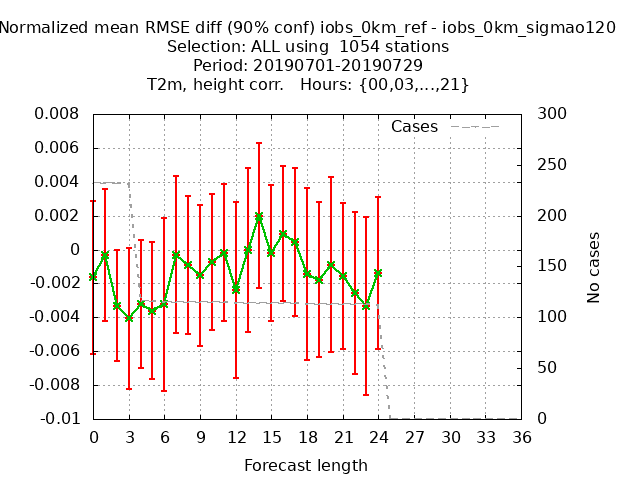 Normalized mean RMSE diff (90% conf) iobs_0km_ref - iobs_0km_sigmao120
Selection: ALL using  1054 stations
Period: 20190701-20190729
T2m, height corr.   Hours: {00,03,...,21}
Cases
0.008
0.006
0.004
0.002
0
-0.002
-0.004
-0.006
-0.008
-0.01
300
250
200
150
100
50
0
No cases
0 3 6 9 12 15 18 21 24 27 30 33 36
Forecast length